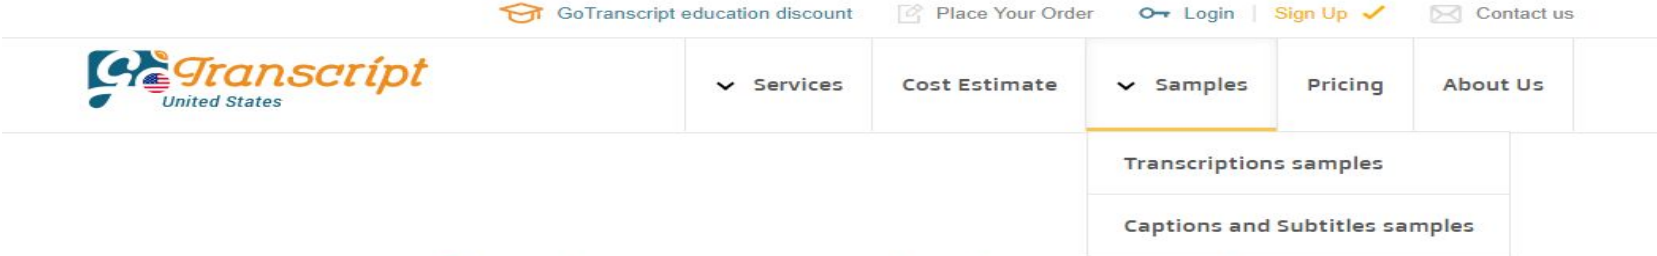 GoTranscript education discount Place Your Order Login | Sign Up Contact us
GoTranscript
United States
Services Cost Estimate Samples Pricing About Us
Transcriptions samples
Captions and Subtitles samples